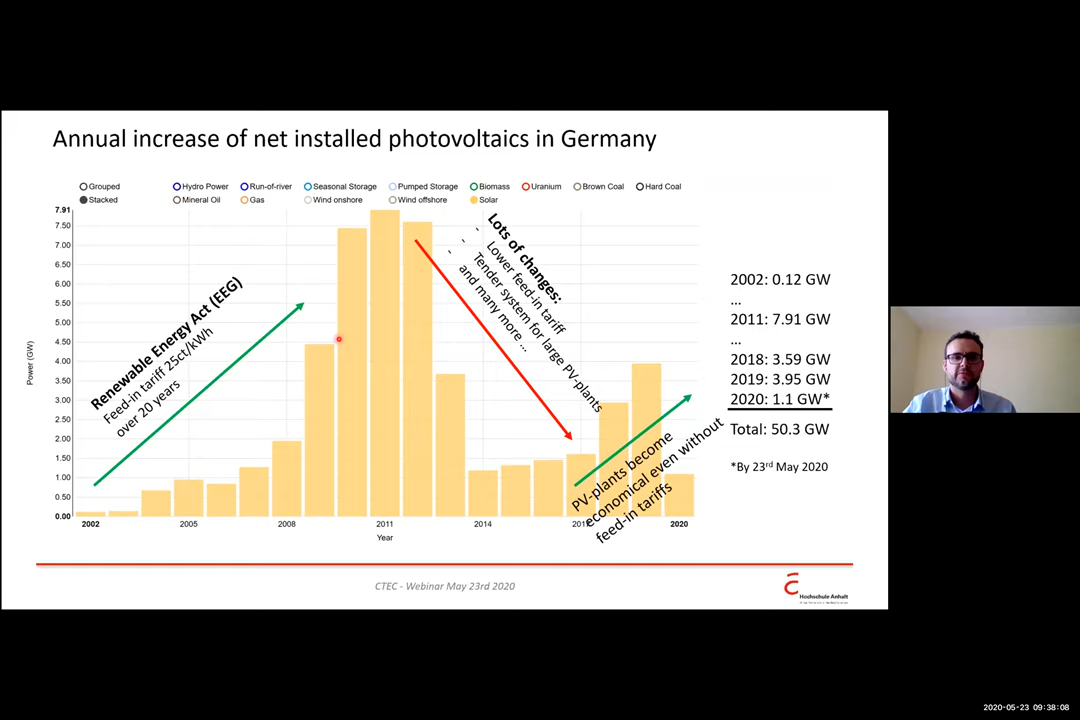 Annual increase of net installed photovoltaics in Germany
Grouped Hydro Power Run-of-river Seasonal Storage Pumped Storage Biomass Uranium Brown Coal Hard Coal
Stacked Mineral Oil Gas Wind onshore Wind offshore Solar
7.91
7.50
7.00
6.50
6.00
5.50
5.00
4.50
4.00
3.50
3.00
2.50
2.00
1.50
1.00
0.50
0.00
Power (GW)
Renewable Energy Act (EEG)
Feed-in tariff 25ct/kWh
over 20 years
Lots of changes:
- Lower feed-in tariff
- Tender system for large PV-plants
- and many more ...
PV-plants become
economical even without
feed-in tariffs
2002 2005 2008 2011 2014 2020
Year
2002: 0.12 GW
...
2011: 7.91 GW
...
2018: 3.59 GW
2019: 3.95 GW
2020: 1.1 GW*
Total: 50.3 GW
*By 23rd May 2020
CTEC - Webinar May 23rd 2020
Hochschule Anhalt
2020-05-23 09:38:08